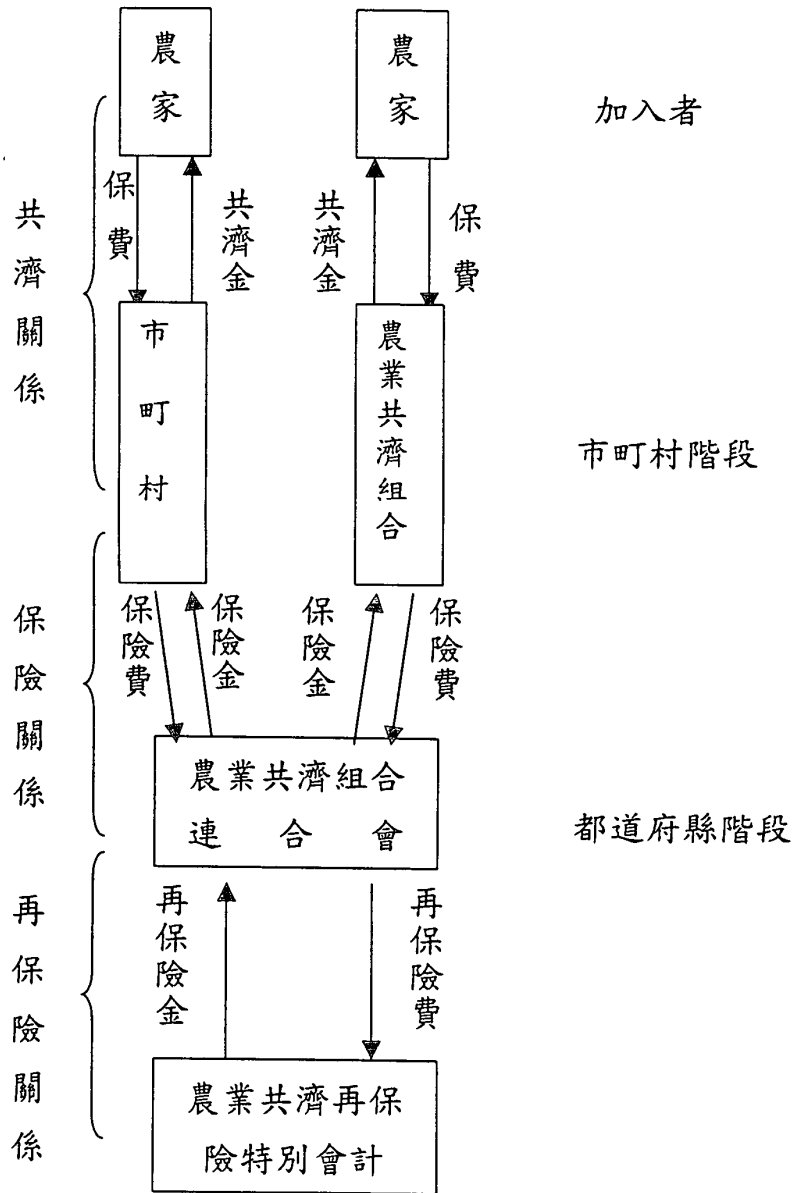 農家
農家
加入者
共濟關係
保費
共濟金
共濟金
保費
市町村
農業共濟組合
市町村階段
保險關係
保險費
保險金
保險金
保險費
農業共濟組合
連合會
都道府縣階段
再保險關係
再保險金
再保險費
農業共濟再保
險特別會計